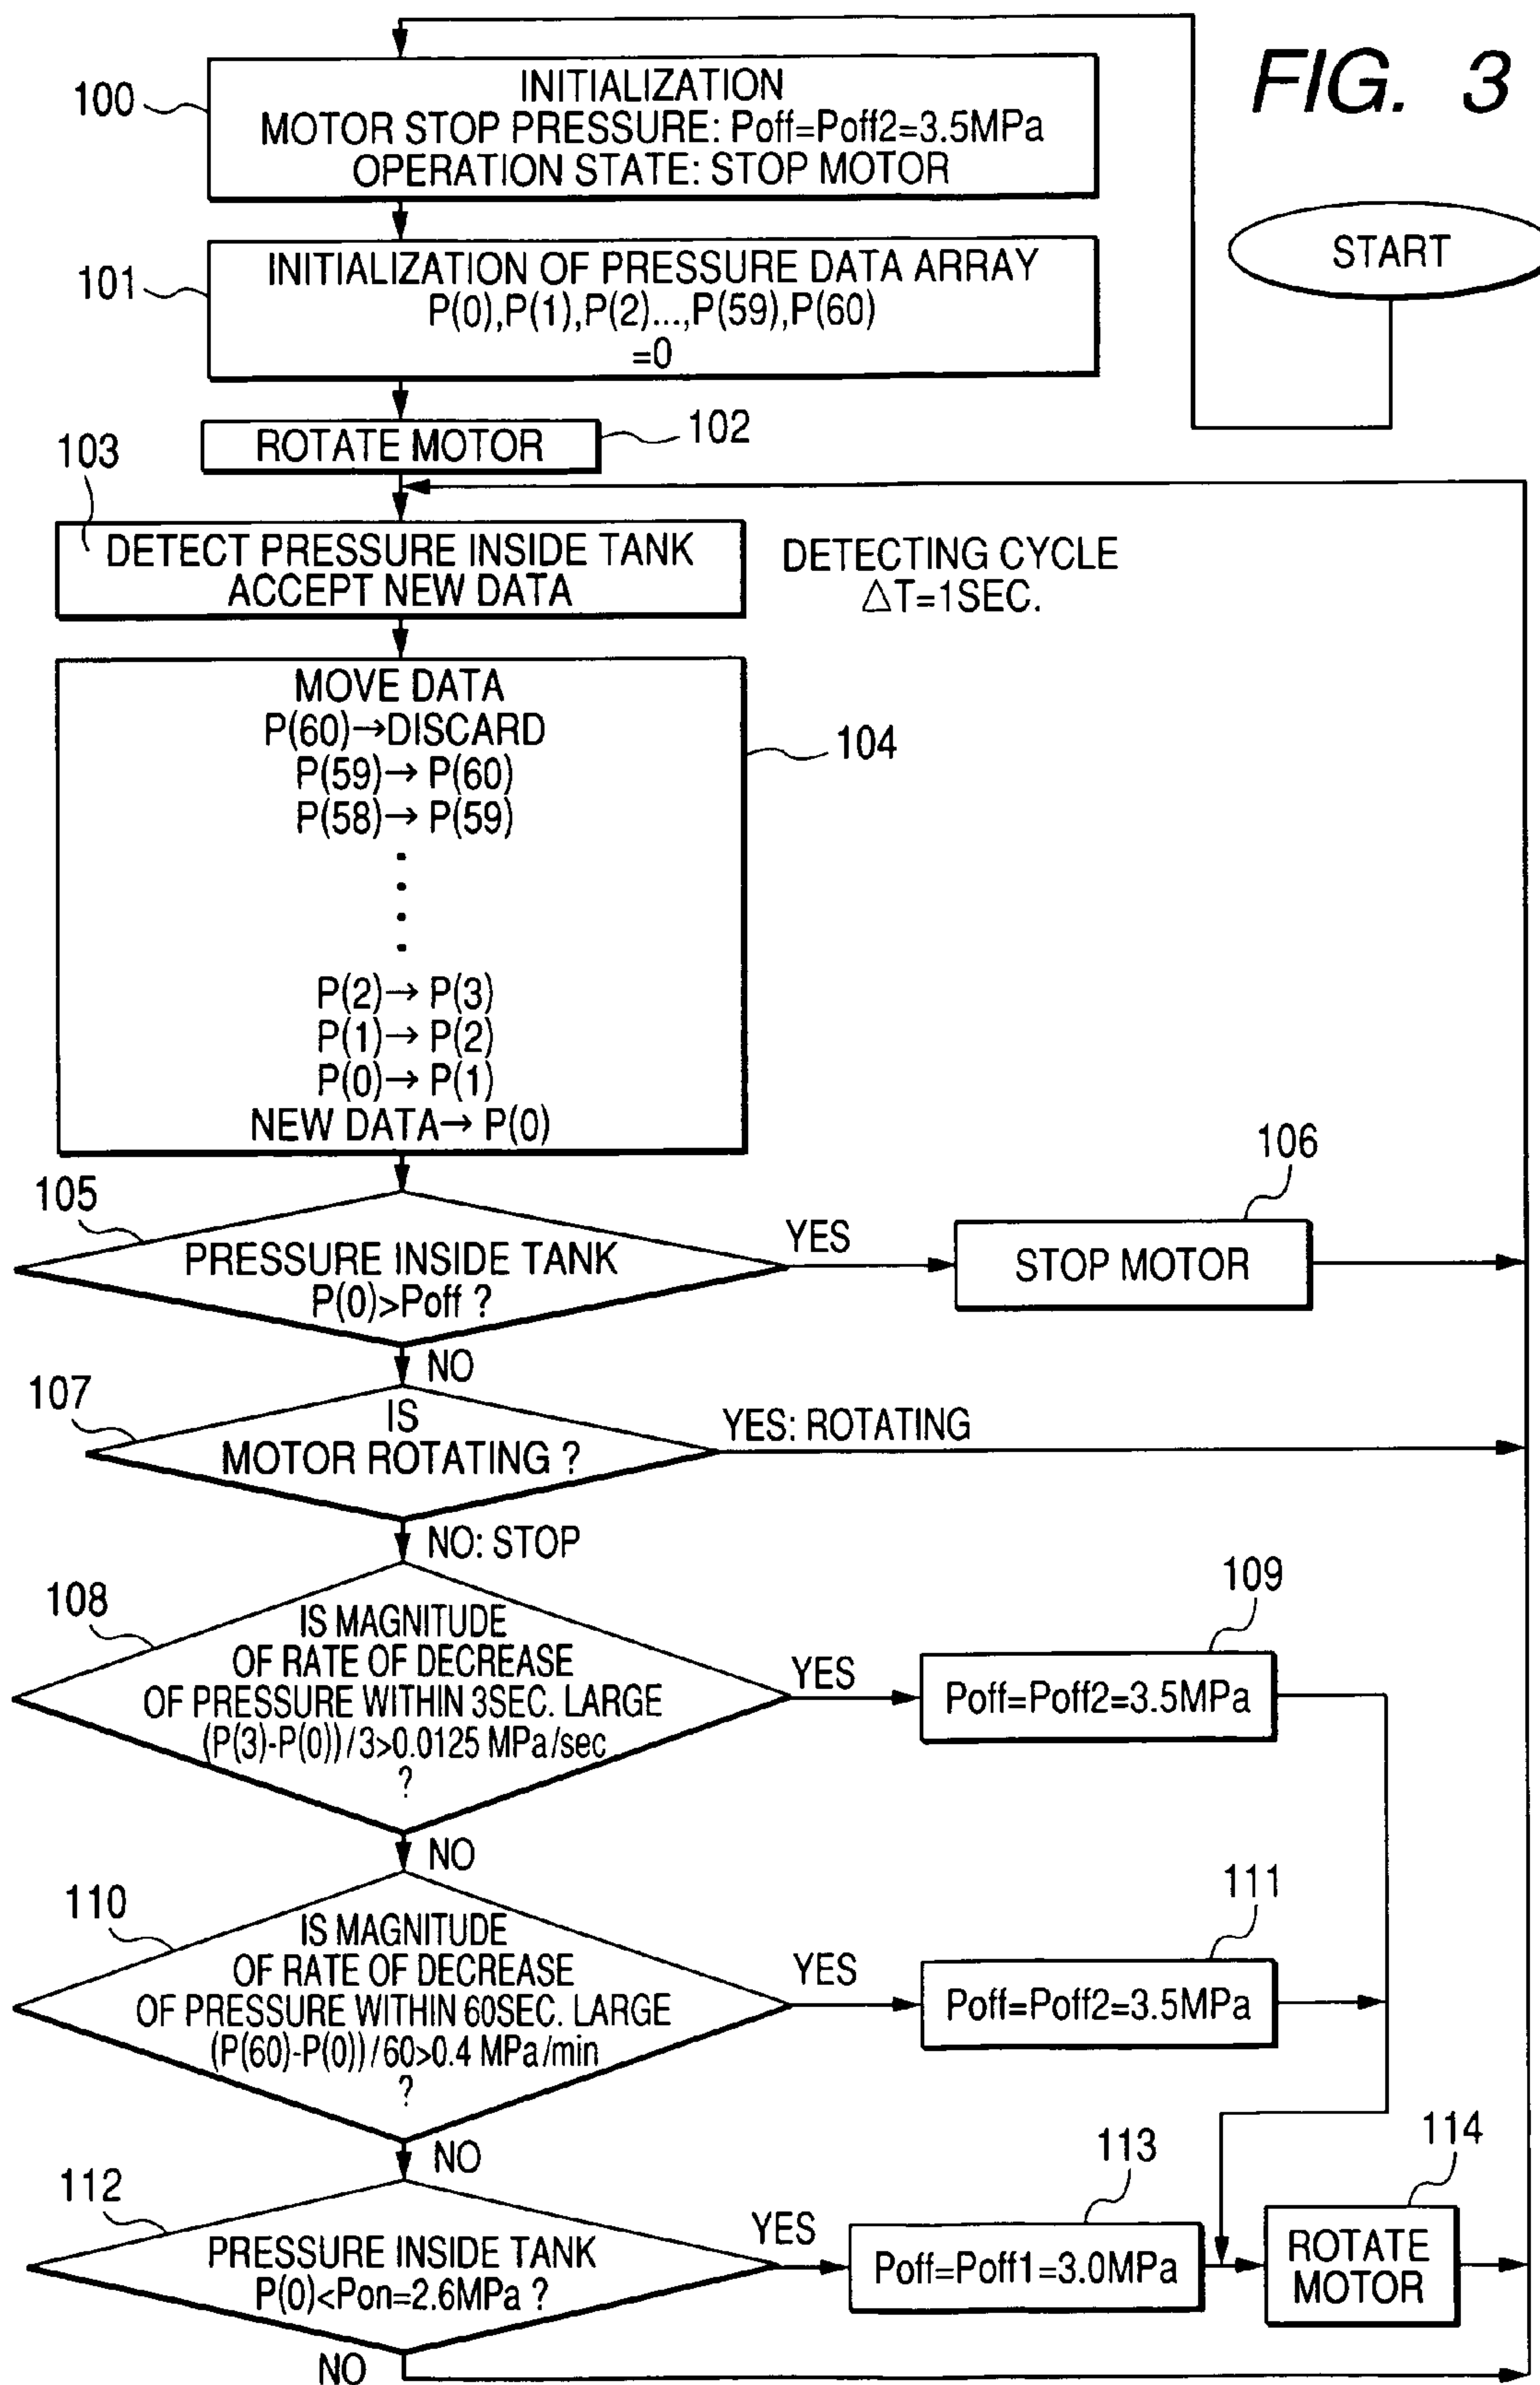 FIG. 3
START
100
INITIALIZATION
MOTOR STOP PRESSURE: Poff=Poff2=3.5MPa
OPERATION STATE: STOP MOTOR
101
INITIALIZATION OF PRESSURE DATA ARRAY
P(0),P(1),P(2)...,P(59),P(60)
=0
ROTATE MOTOR
102
103
DETECT PRESSURE INSIDE TANK
ACCEPT NEW DATA
DETECTING CYCLE
△T=1SEC.
MOVE DATA
P(60)→DISCARD
P(59)→ P(60)
P(58)→ P(59)
.
.
.
.
P(2)→ P(3)
P(1)→ P(2)
P(0)→ P(1)
NEW DATA→ P(0)
104
105
PRESSURE INSIDE TANK
P(0)>Poff ?
YES
106
STOP MOTOR
NO
107
IS
MOTOR ROTATING ?
YES: ROTATING
NO: STOP
108
IS MAGNITUDE
OF RATE OF DECREASE
OF PRESSURE WITHIN 3SEC. LARGE
(P(3)-P(0))/3>0.0125 MPa/sec
?
YES
109
Poff=Poff2=3.5MPa
NO
110
IS MAGNITUDE
OF RATE OF DECREASE
OF PRESSURE WITHIN 60SEC. LARGE
(P(60)-P(0))/60>0.4 MPa/min
?
YES
111
Poff=Poff2=3.5MPa
NO
112
PRESSURE INSIDE TANK
P(0)<Pon=2.6MPa ?
YES
113
Poff=Poff1=3.0MPa
114
ROTATE
MOTOR
NO